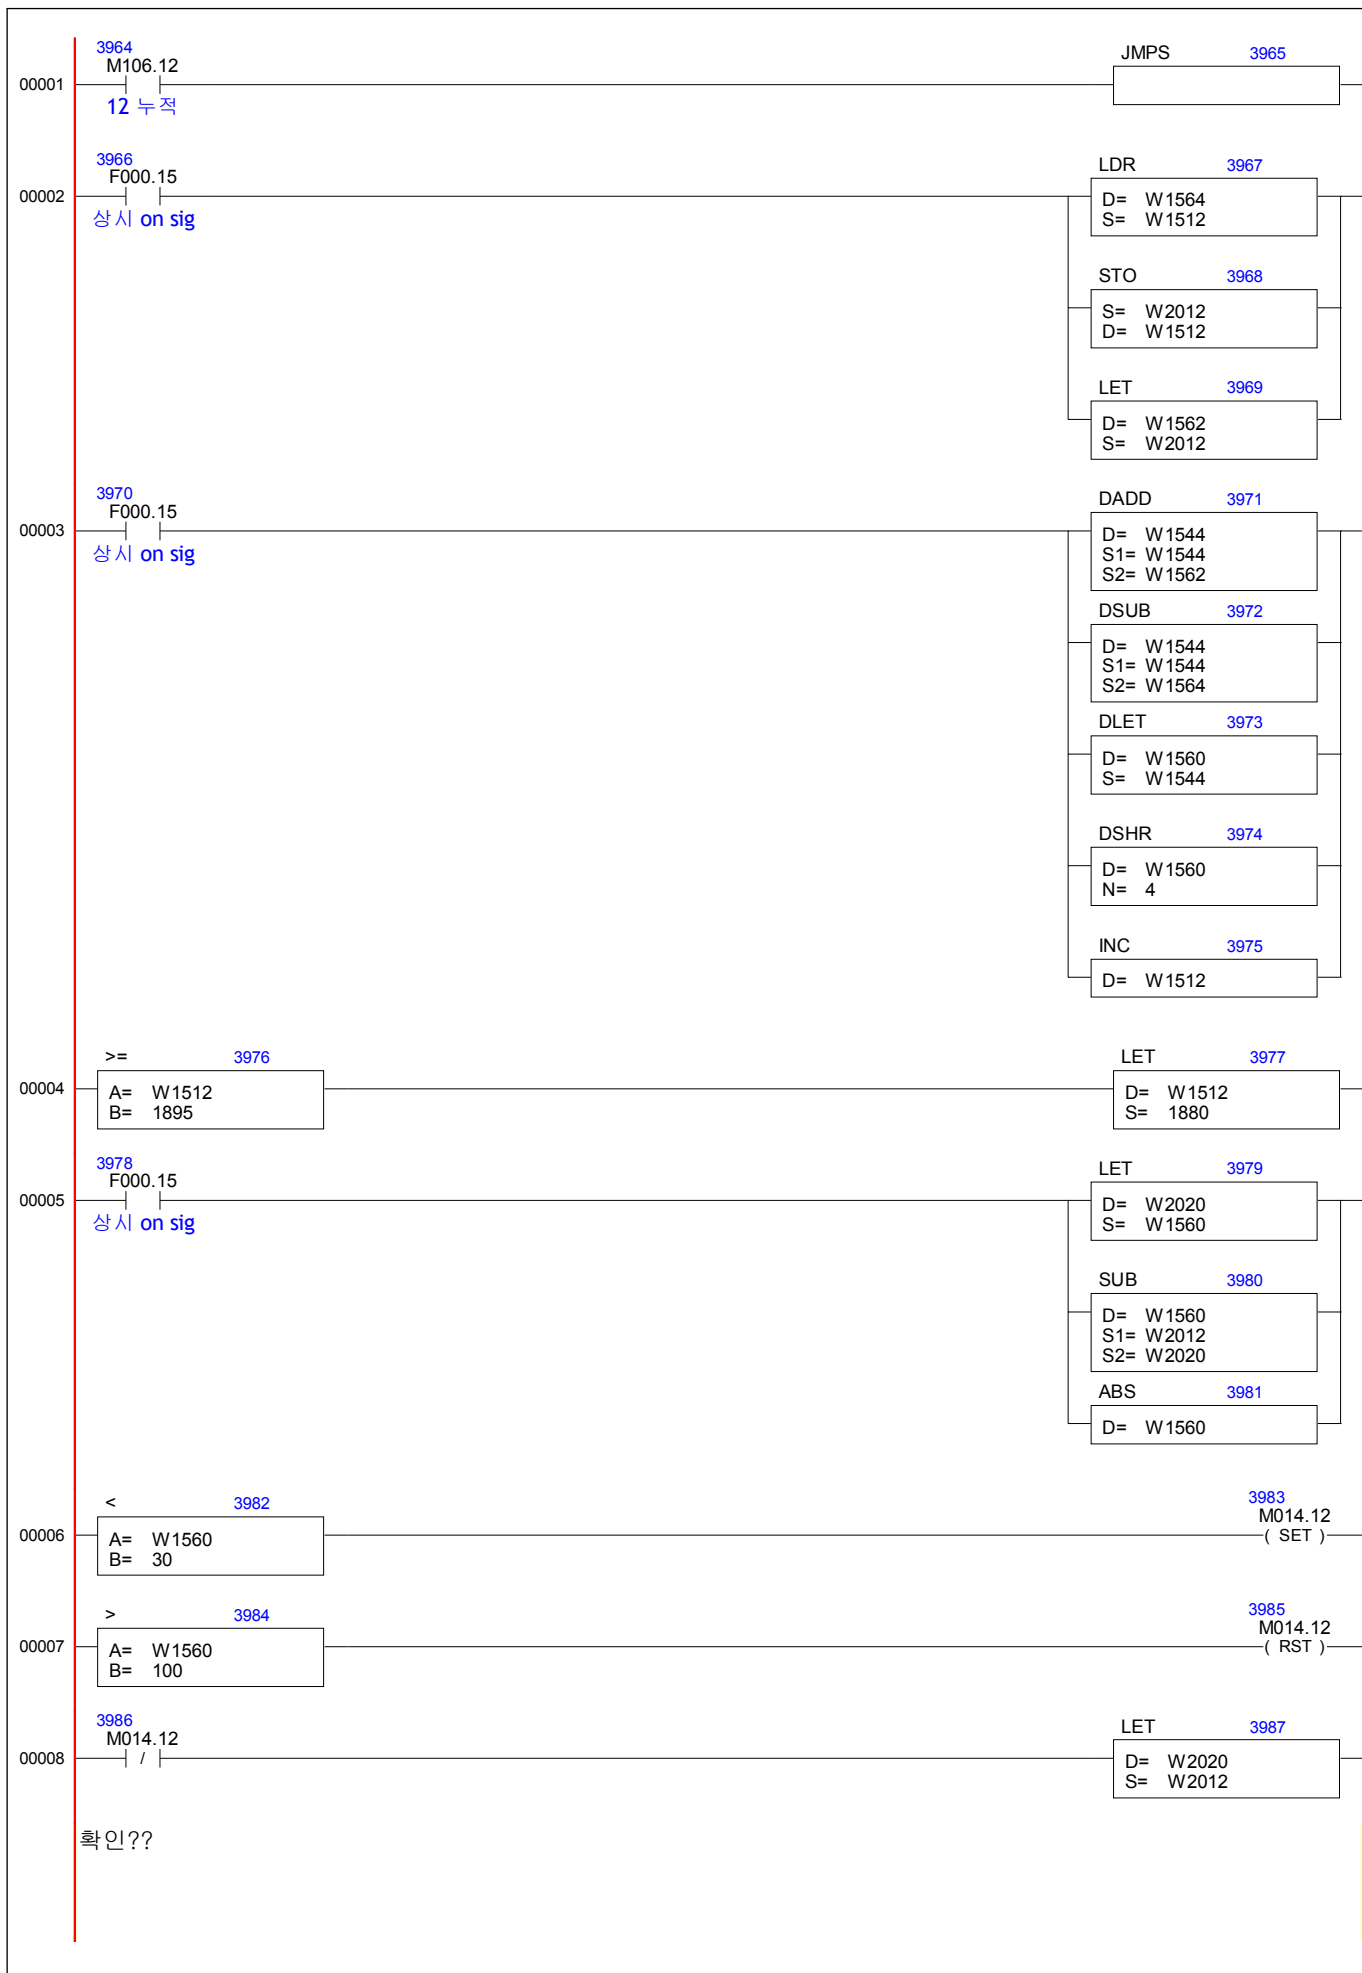 3964
M106.12
JMPS 3965
00001
12 누적
3966
F000.15
LDR 3967
00002
D= W1564
S= W1512
상시 on sig
STO 3968
S= W2012
D= W1512
LET 3969
D= W1562
S= W2012
3970
F000.15
DADD 3971
00003
D= W1544
S1= W1544
S2= W1562
상시 on sig
DSUB 3972
D= W1544
S1= W1544
S2= W1564
DLET 3973
D= W1560
S= W1544
DSHR 3974
D= W1560
N= 4
INC 3975
D= W1512
>= 3976
LET 3977
00004
A= W1512
B= 1895
D= W1512
S= 1880
3978
F000.15
LET 3979
00005
D= W2020
S= W1560
상시 on sig
SUB 3980
D= W1560
S1= W2012
S2= W2020
ABS 3981
D= W1560
< 3982
3983
M014.12
00006
A= W1560
B= 30
( SET )
> 3984
3985
M014.12
00007
A= W1560
B= 100
( RST )
3986
M014.12
LET 3987
00008
/
D= W2020
S= W2012
확인??